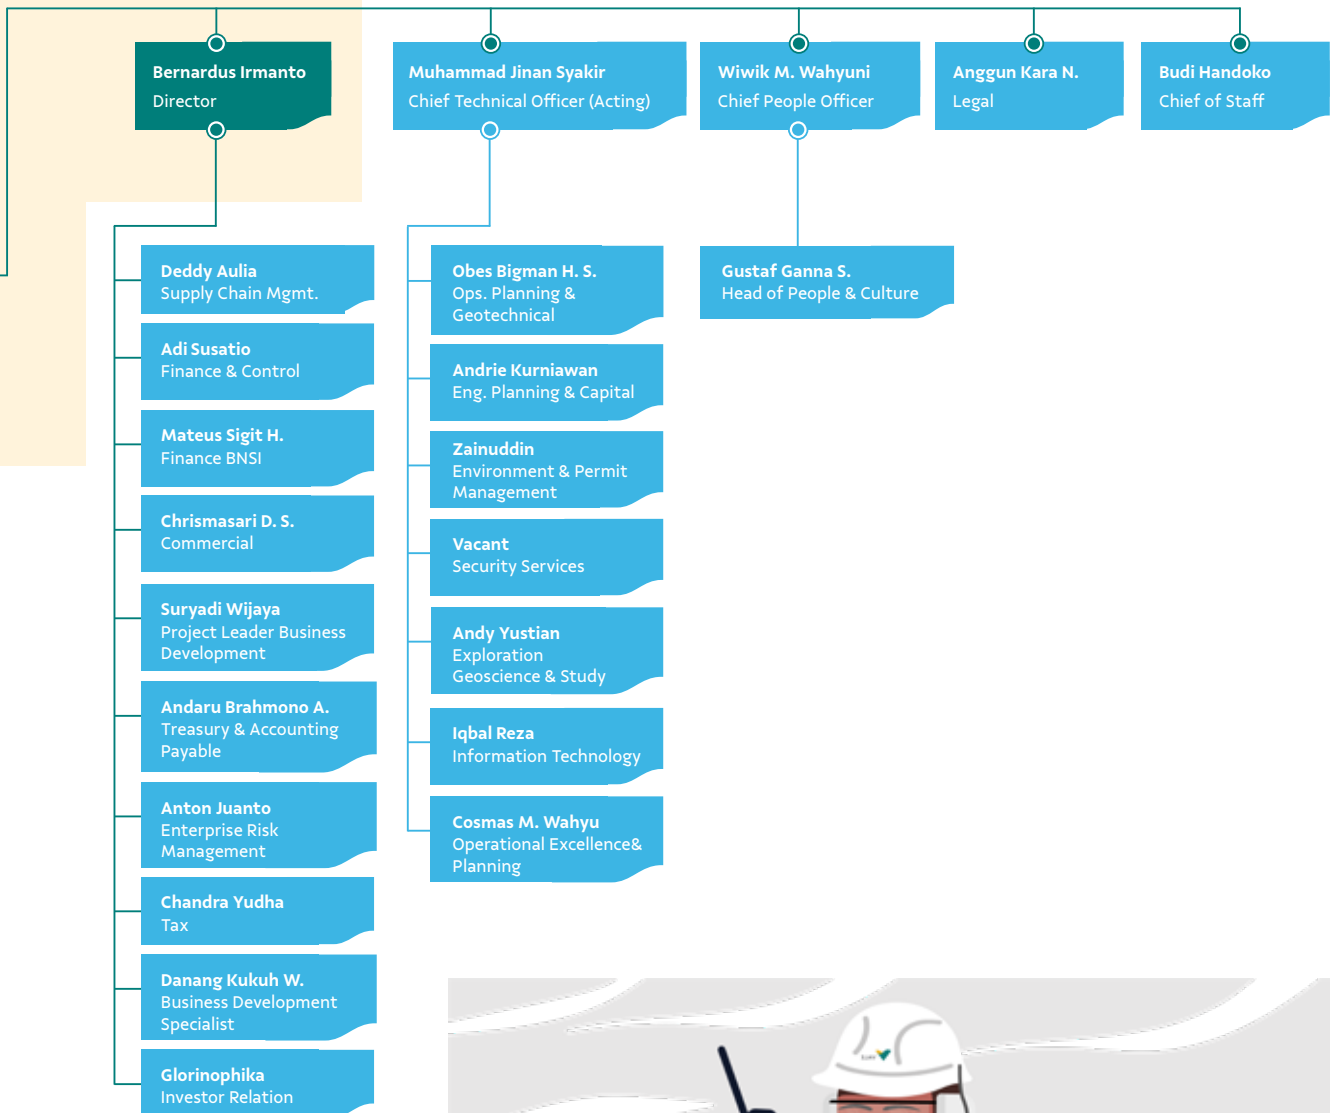 Bernardus Irmanto
Director
Muhammad Jinan Syakir
Chief Technical Officer (Acting)
Wiwik M. Wahyuni
Chief People Officer
Anggun Kara N.
Legal
Budi Handoko
Chief of Staff
Deddy Aulia
Supply Chain Mgmt.
Adi Susatio
Finance & Control
Mateus Sigit H.
Finance BNSI
Chrismasari D. S.
Commercial
Suryadi Wijaya
Project Leader Business
Development
Andaru Brahmono A.
Treasury & Accounting
Payable
Anton Juanto
Enterprise Risk
Management
Chandra Yudha
Tax
Danang Kukuh W.
Business Development
Specialist
Glorinophika
Investor Relation
Obes Bigman H. S.
Ops. Planning &
Geotechnical
Andrie Kurniawan
Eng. Planning & Capital
Zainuddin
Environment & Permit
Management
Vacant
Security Services
Andy Yustian
Exploration
Geoscience & Study
Iqbal Reza
Information Technology
Cosmas M. Wahyu
Operational Excellence&
Planning
Gustaf Ganna S.
Head of People & Culture